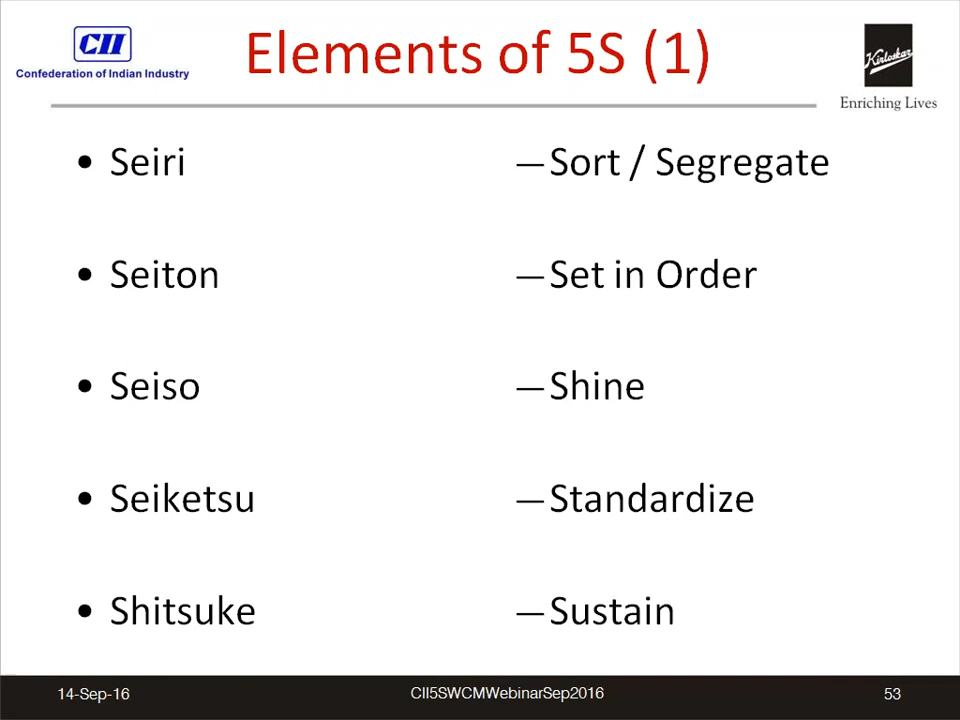 CII
Confederation of Indian Industry
Elements of 5S (1)
Kirloskar
Enriching Lives
• Seiri — Sort / Segregate
• Seiton — Set in Order
• Seiso — Shine
• Seiketsu — Standardize
• Shitsuke — Sustain
14-Sep-16 CII5SWCMWebinarSep2016 53